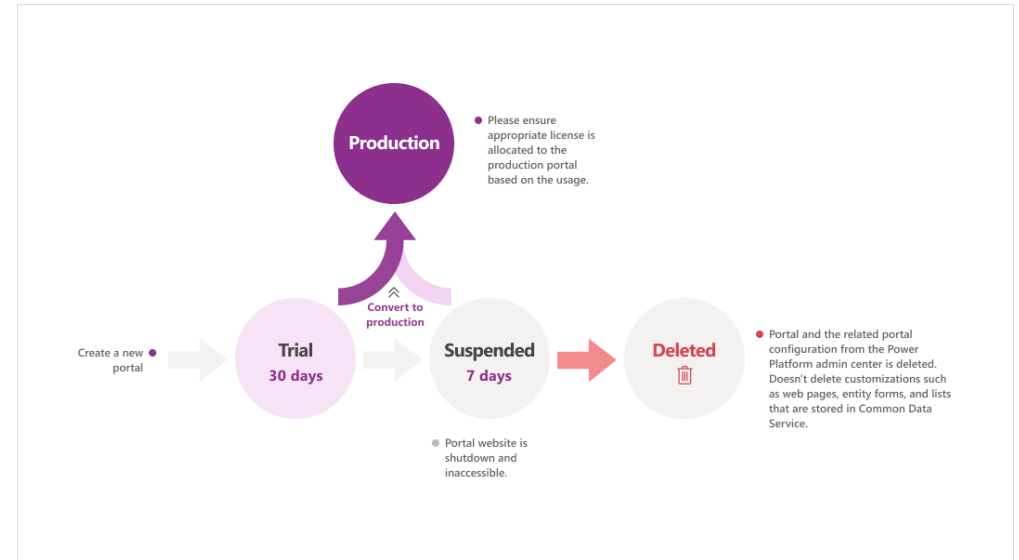 Production
Please ensure
appropriate license is
allocated to the
production portal
based on the usage.
Convert to
production
Create a new
portal
Trial
30 days
Suspended
7 days
Deleted
Portal and the related portal
configuration from the Power
Platform admin center is deleted.
Doesn't delete customizations such
as web pages, entity forms, and lists
that are stored in Common Data
Service.
Portal website is
shutdown and
inaccessible.